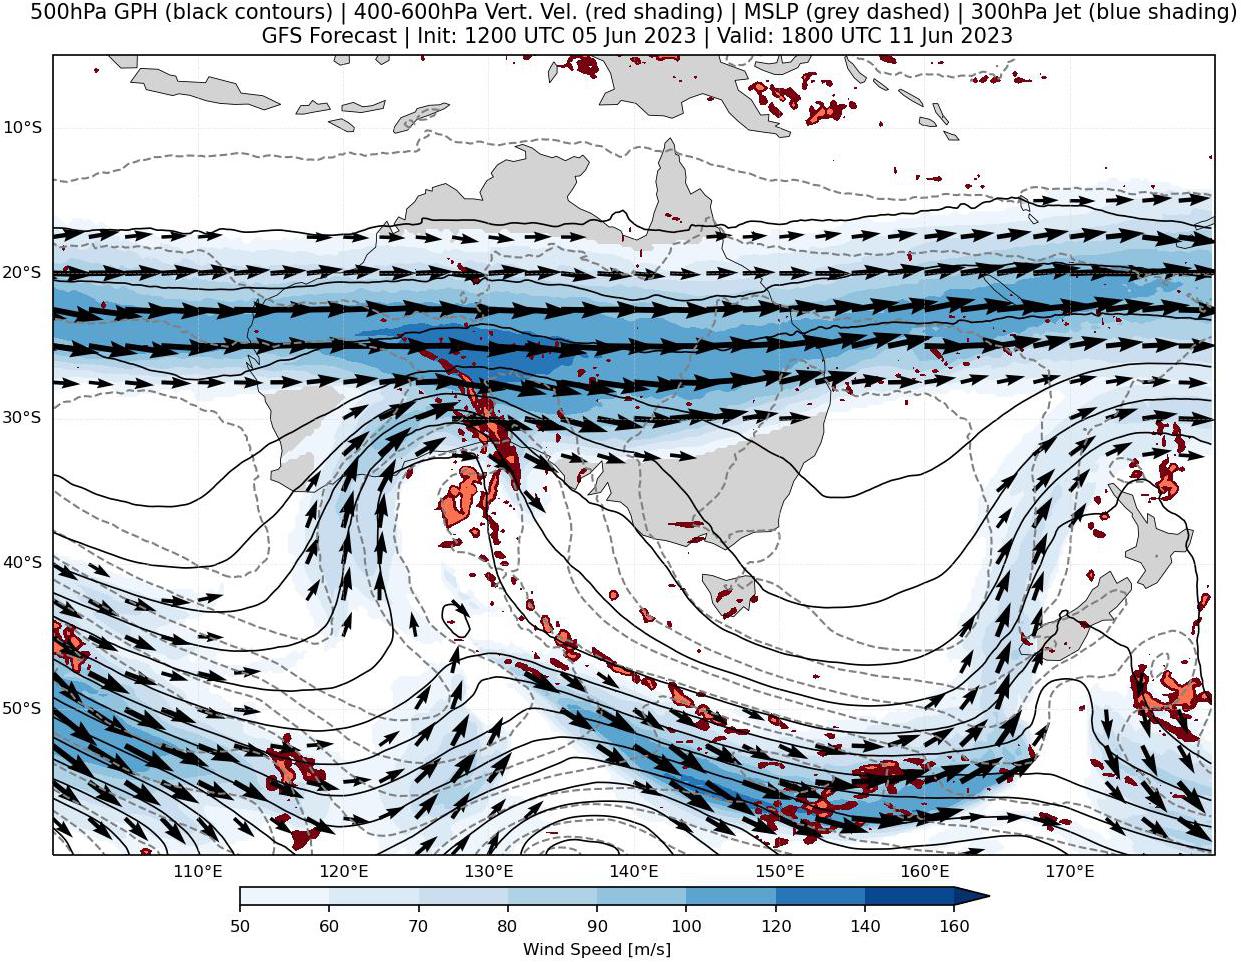 500hPa GPH (black contours) | 400-600hPa Vert. Vel. (red shading) | MSLP (grey dashed) | 300hPa Jet (blue shading)
GFS Forecast | Init: 1200 UTC 05 Jun 2023 | Valid: 1800 UTC 11 Jun 2023
10°S
20°S
30°S
40°S
50°S
110°E 120°E 130°E 140°E 150°E 160°E 170°E
50 60 70 80 90 100 120 140 160
Wind Speed [m/s]